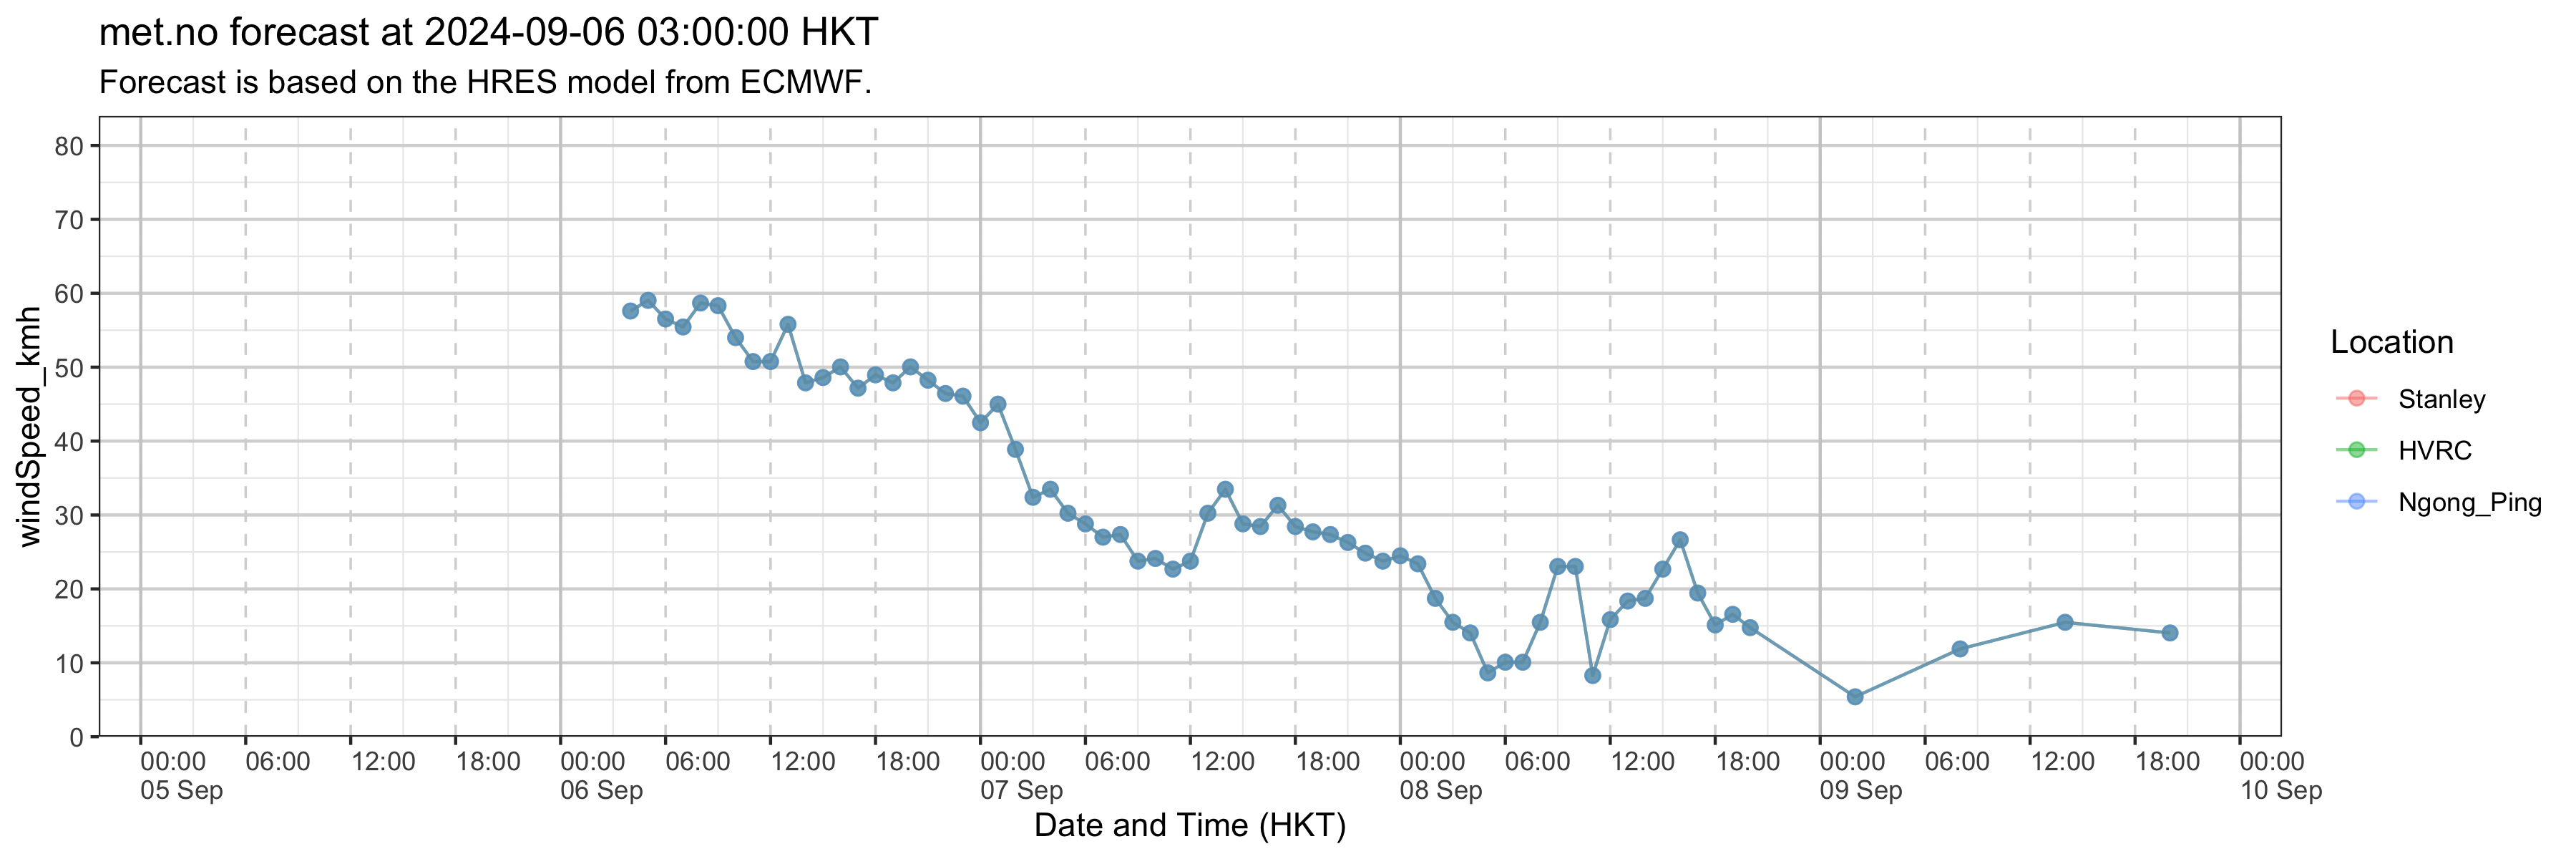 met.no forecast at 2024-09-06 03:00:00 HKT
Forecast is based on the HRES model from ECMWF.
windSpeed_kmh
80
70
60
50
40
30
20
10
0
00:00 06:00 12:00 18:00 00:00 06:00 12:00 18:00 00:00 06:00 12:00 18:00 00:00 06:00 12:00 18:00 00:00 06:00 12:00 18:00 00:00
05 Sep 06 Sep 07 Sep 08 Sep 09 Sep 10 Sep
Date and Time (HKT)
Location
Stanley
HVRC
Ngong_Ping